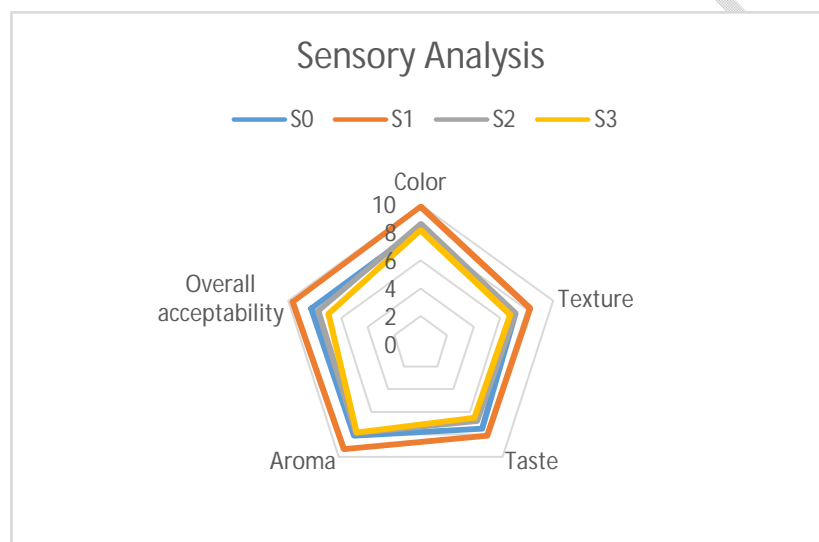 Sensory Analysis
S0 S1 S2 S3
Color
10
8
6
4
2
0
Texture
Taste
Aroma
Overall
acceptability